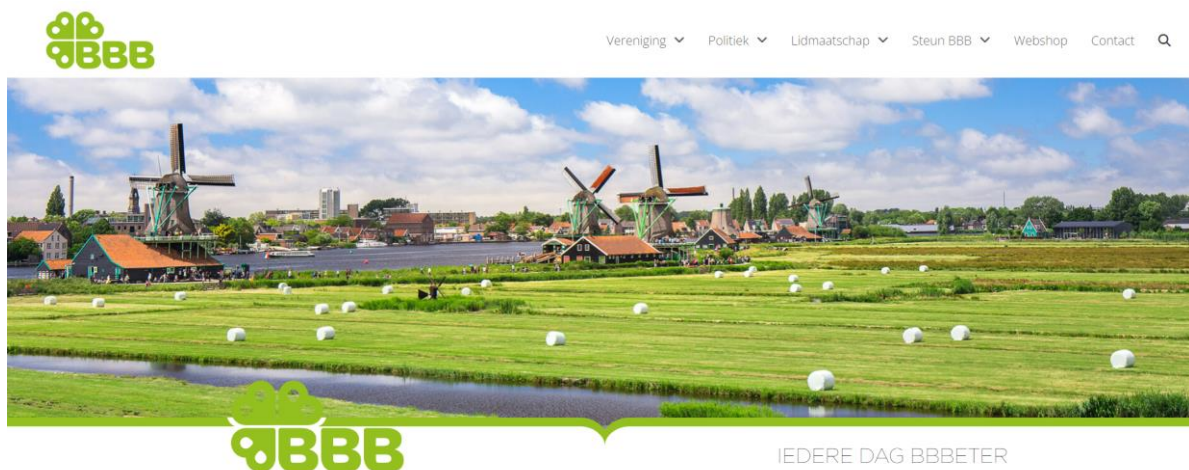 BBB
Vereniging Politiek Lidmaatschap Steun BBB Webshop Contact
BBB
IEDERE DAG BBBETER